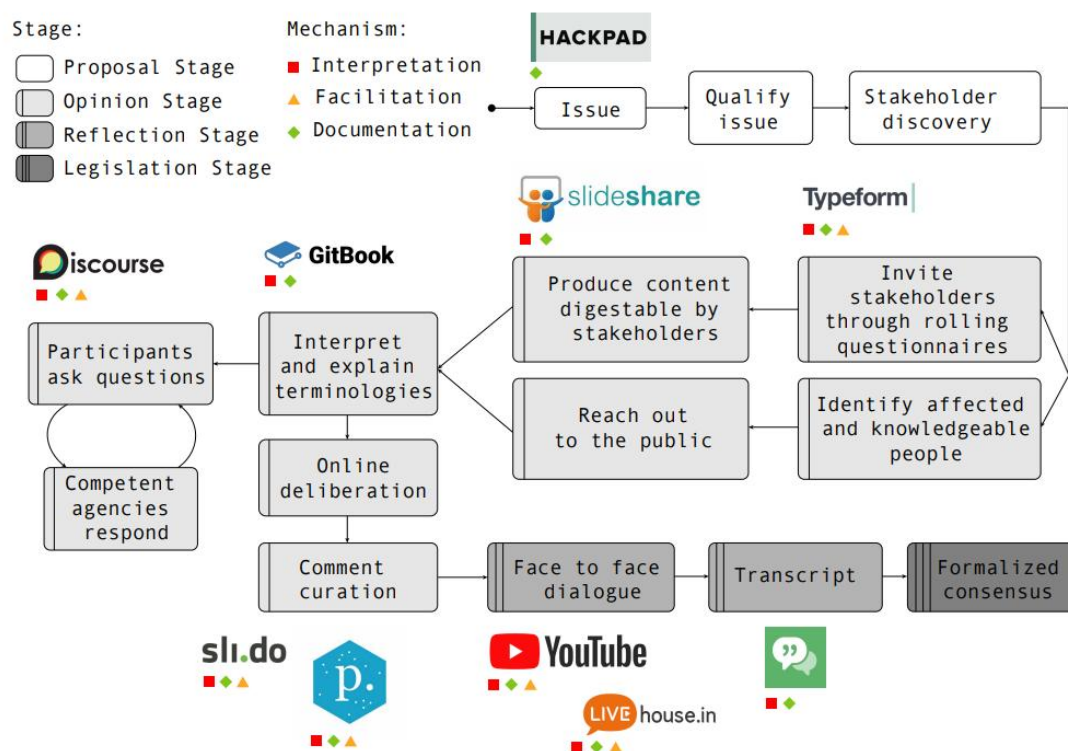 Stage:
Proposal Stage
Opinion Stage
Reflection Stage
Legislation Stage
Mechanism:
Interpretation
Facilitation
Documentation
HACKPAD
Issue
Qualify
issue
Stakeholder
discovery
slideshare
Typeform
Discourse
GitBook
Participants
ask questions
Interpret
and explain
terminologies
Produce content
digestable by
stakeholders
Invite
stakeholders
through rolling
questionnaires
Reach out
to the public
Identify affected
and knowledgeable
people
Competent
agencies
respond
Online
deliberation
Comment
curation
Face to face
dialogue
Transcript
Formalized
consensus
sli.do
p.
YouTube
LIVE house.in